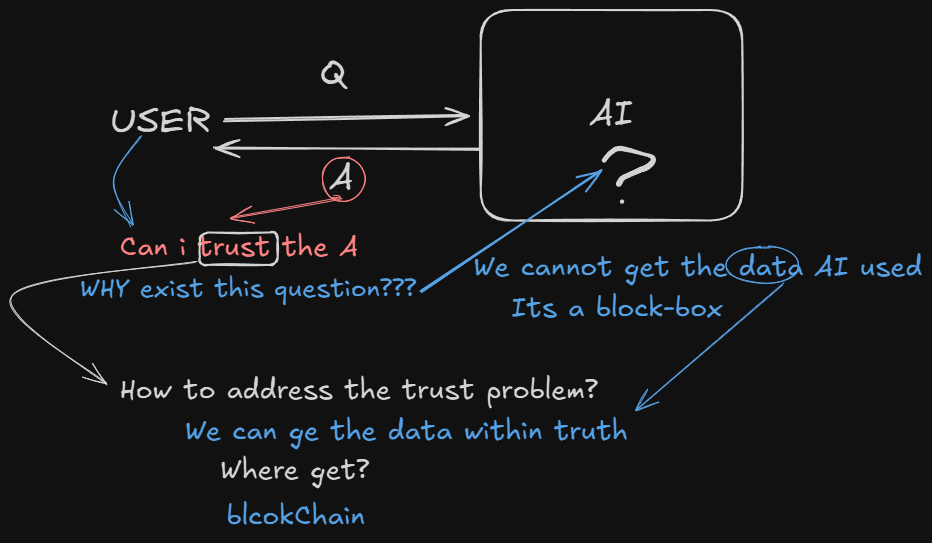 Q
USER
AI
?
A
Can i trust the A
WHY exist this question???
We cannot get the data AI used
Its a block-box
How to address the trust problem?
We can ge the data within truth
Where get?
blcokChain